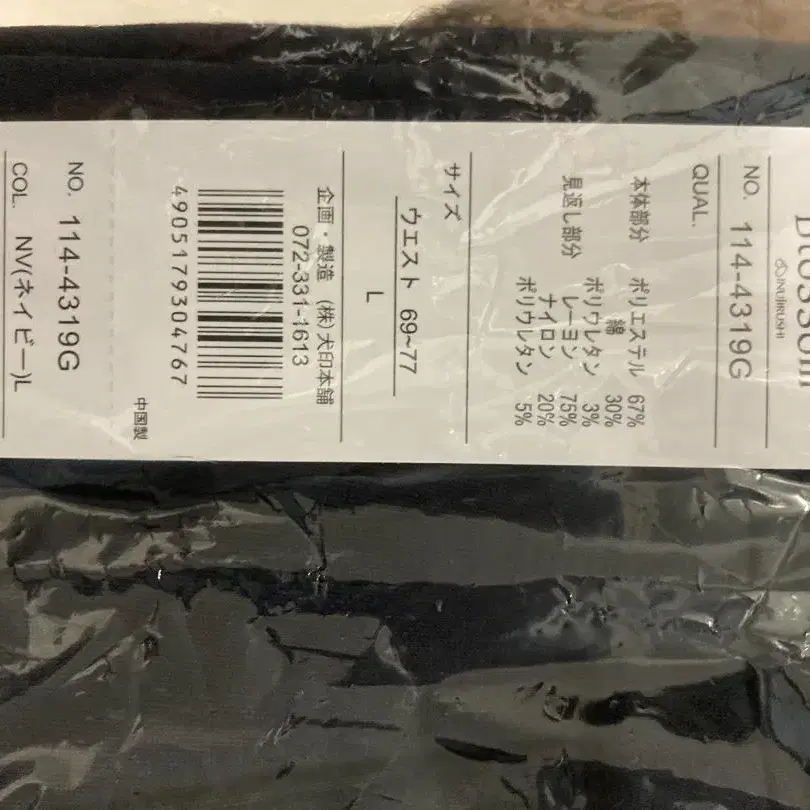 Blossom
INUJIRUSHI
NO. 114-4319G
QUAL.
本体部分 ポリエステル 67%
綿 30%
ポリウレタン 3%
見返し部分 レーヨン 75%
ナイロン 20%
ポリウレタン 5%
サイズ
ウエスト 69~77
L
企画・製造 (株)犬印本舗
072-331-1613
4905179304767
中国製
NO. 114-4319G
COL. NV(ネイビー)L